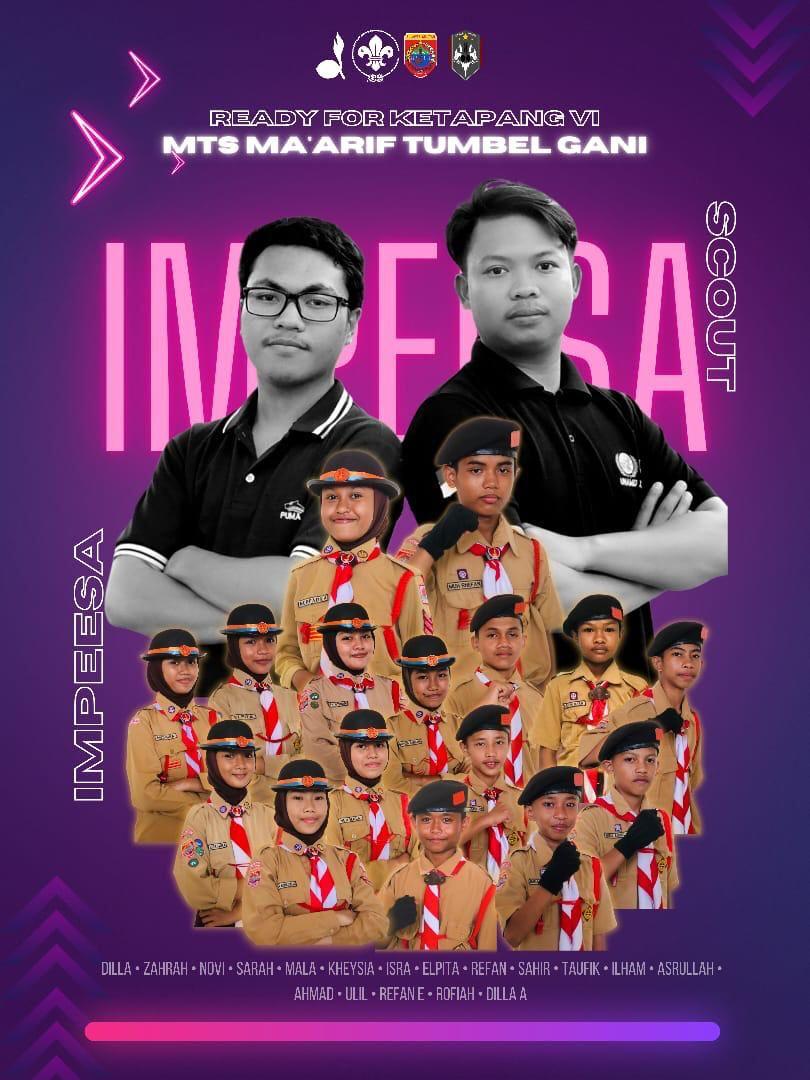 READY FOR KETAPANG VI
MTS MA'ARIF TUMBEL GANI
IMPEESA
SCOUT
PUMA
IMPEESA
DILLA • ZAHRAH • NOVI • SARAH • MALA • KHEYSIA • ISRA • ELPITA • REFAN • SAHIR • TAUFIK • ILHAM • ASRULLAH •
AHMAD • ULIL • REFAN E • ROFIAH • DILLA A